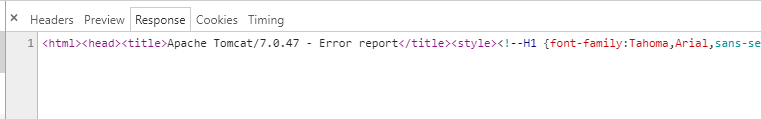 × Headers Preview Response Cookies Timing
1 <html><head><title>Apache Tomcat/7.0.47 - Error report</title><style><!--H1 {font-family:Tahoma,Arial,sans-se